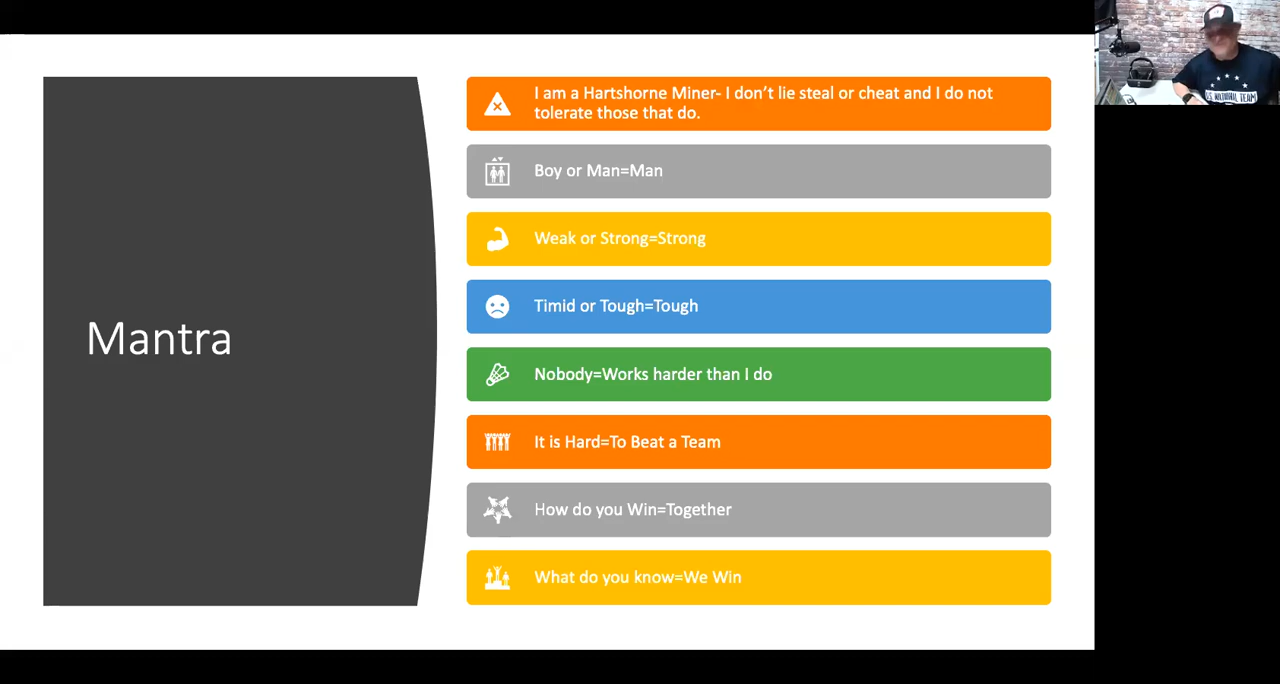 Mantra
I am a Hartshorne Miner- I don't lie steal or cheat and I do not
tolerate those that do.
Boy or Man=Man
Weak or Strong=Strong
Timid or Tough=Tough
Nobody=Works harder than I do
It is Hard=To Beat a Team
How do you Win=Together
What do you know=We Win
NATIONAL TEAM